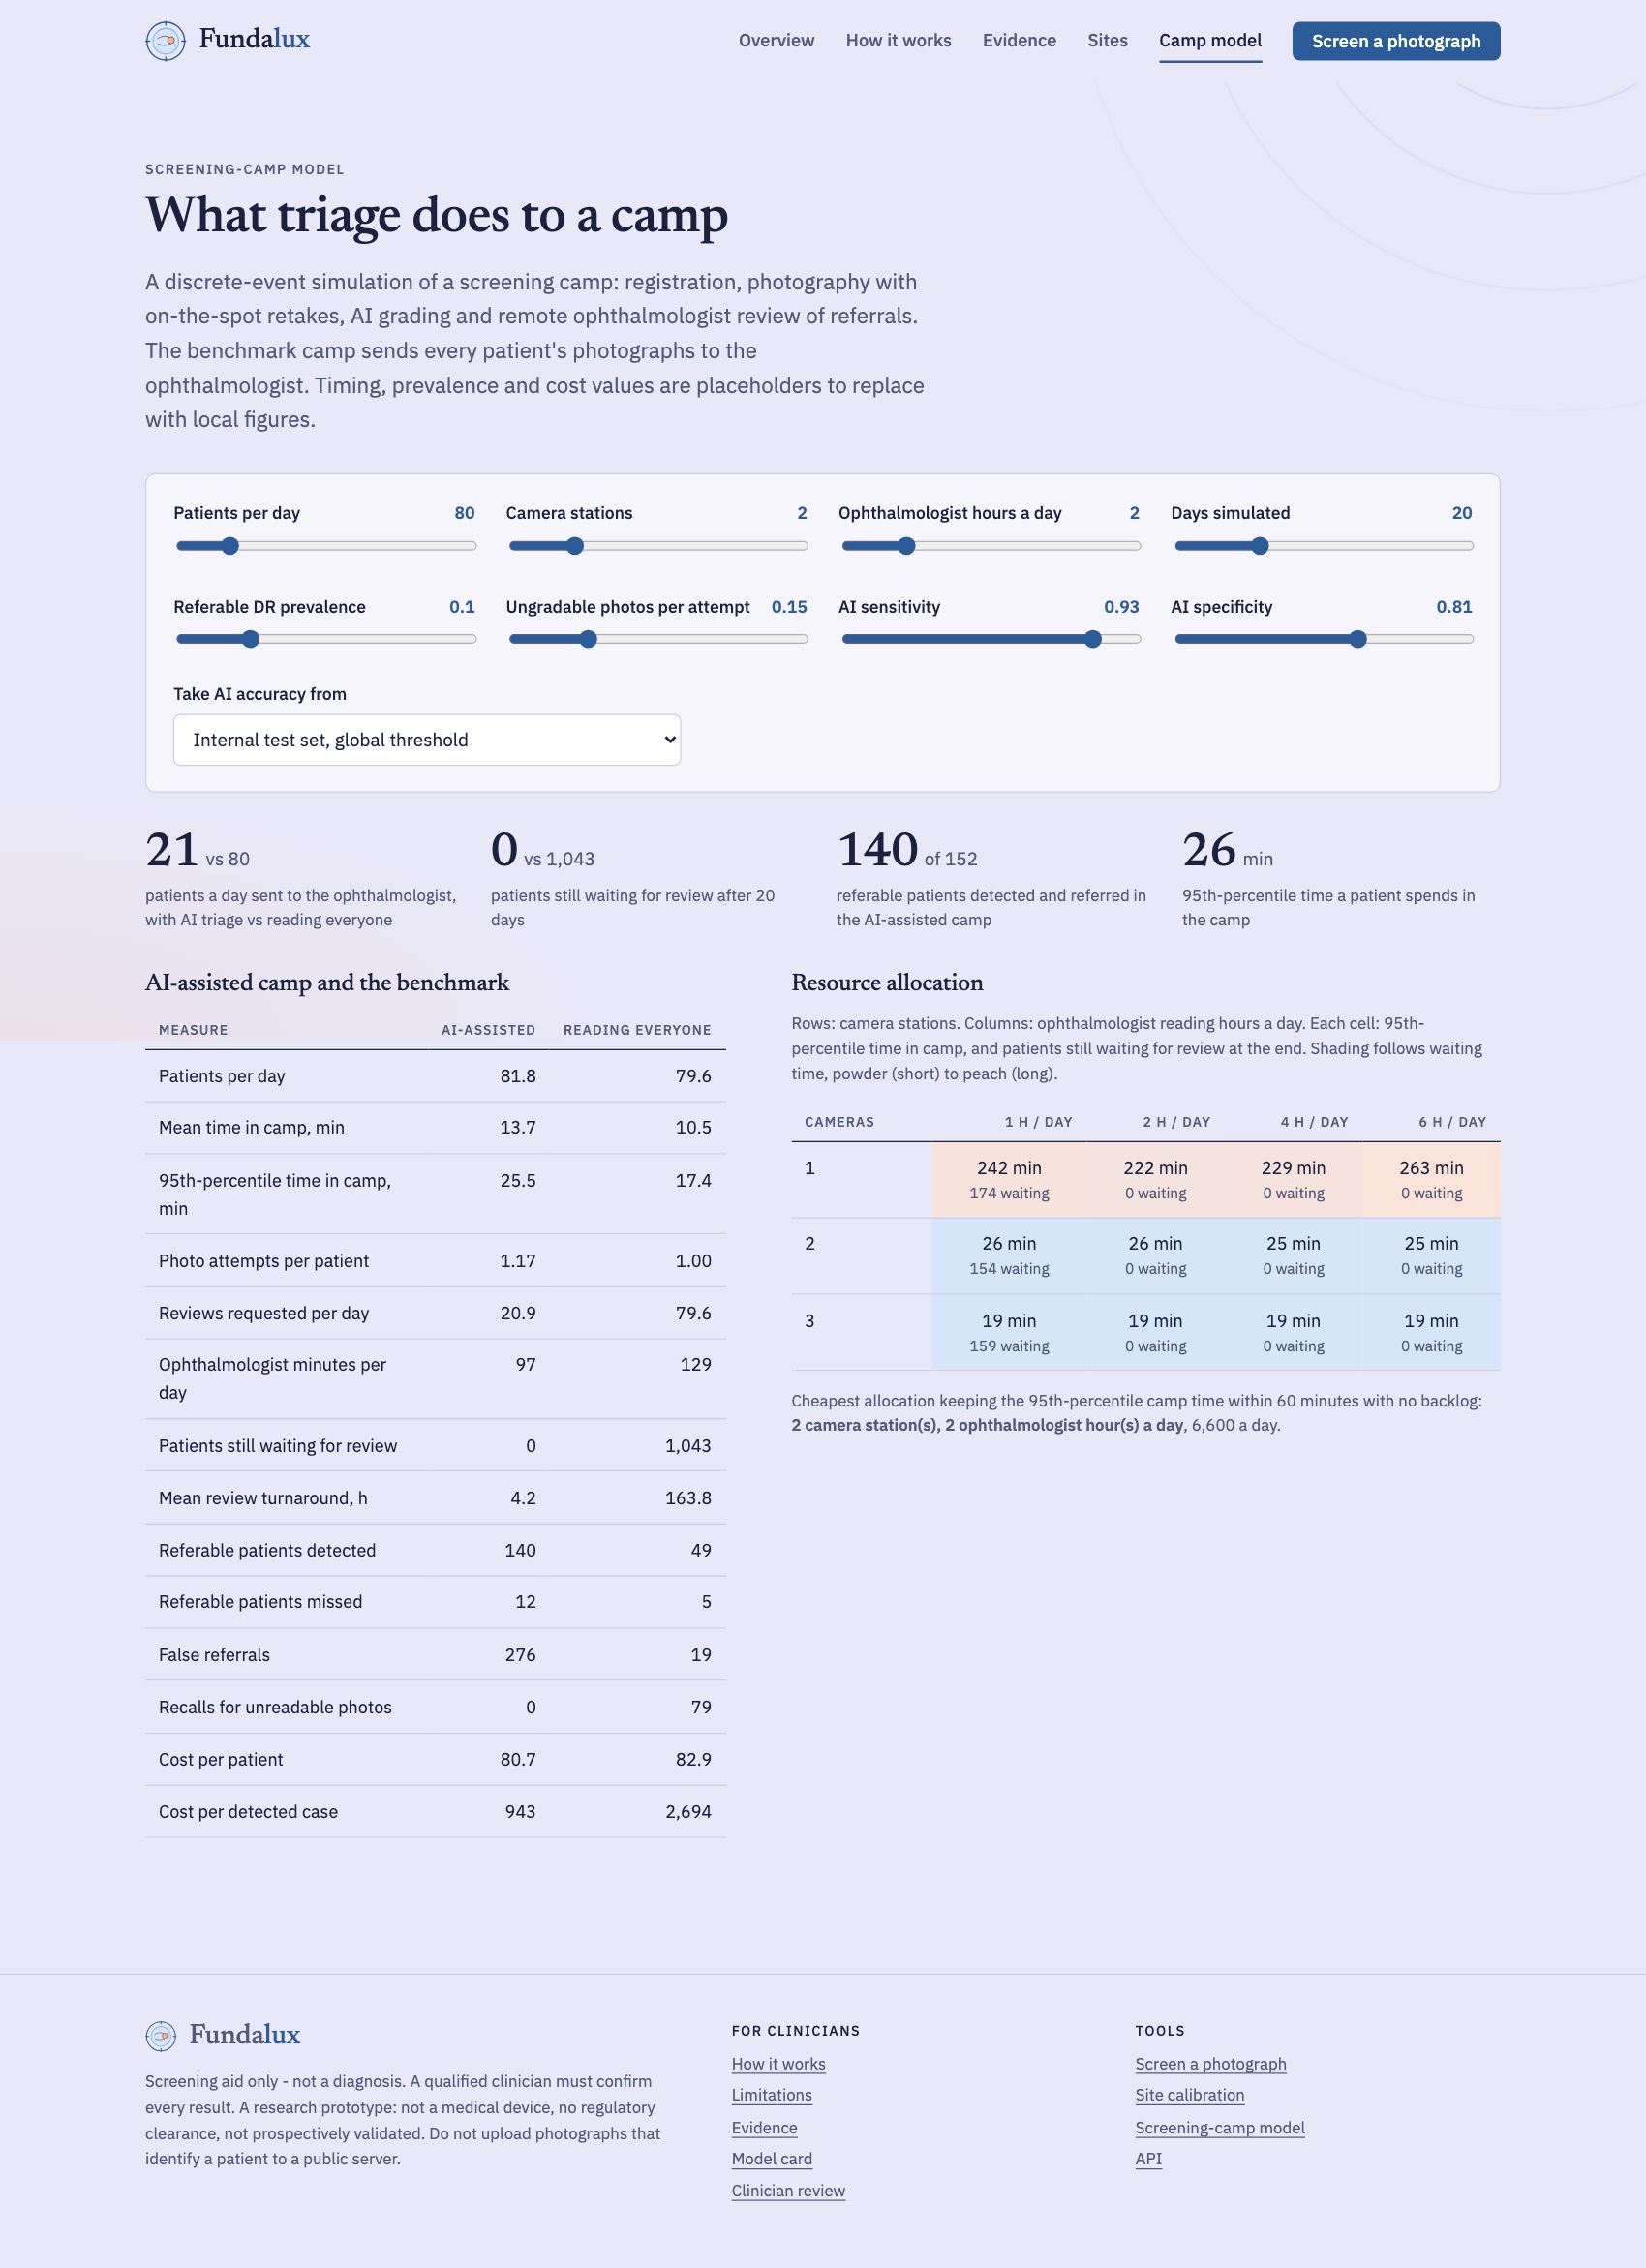 Fundalux
Overview How it works Evidence Sites Camp model Screen a photograph
SCREENING-CAMP MODEL
What triage does to a camp
A discrete-event simulation of a screening camp: registration, photography with
on-the-spot retakes, AI grading and remote ophthalmologist review of referrals.
The benchmark camp sends every patient's photographs to the
ophthalmologist. Timing, prevalence and cost values are placeholders to replace
with local figures.
Patients per day 80 Camera stations 2 Ophthalmologist hours a day 2 Days simulated 20
Referable DR prevalence 0.1 Ungradable photos per attempt 0.15 AI sensitivity 0.93 AI specificity 0.81
Take AI accuracy from
Internal test set, global threshold
21 vs 80
patients a day sent to the ophthalmologist,
with AI triage vs reading everyone
0 vs 1,043
patients still waiting for review after 20
days
140 of 152
referable patients detected and referred in
the AI-assisted camp
26 min
95th-percentile time a patient spends in
the camp
AI-assisted camp and the benchmark
MEASURE AI-ASSISTED READING EVERYONE
Patients per day 81.8 79.6
Mean time in camp, min 13.7 10.5
95th-percentile time in camp, 25.5 17.4
min
Photo attempts per patient 1.17 1.00
Reviews requested per day 20.9 79.6
Ophthalmologist minutes per 97 129
day
Patients still waiting for review 0 1,043
Mean review turnaround, h 4.2 163.8
Referable patients detected 140 49
Referable patients missed 12 5
False referrals 276 19
Recalls for unreadable photos 0 79
Cost per patient 80.7 82.9
Cost per detected case 943 2,694
Resource allocation
Rows: camera stations. Columns: ophthalmologist reading hours a day. Each cell: 95th-
percentile time in camp, and patients still waiting for review at the end. Shading follows waiting
time, powder (short) to peach (long).
CAMERAS 1 H / DAY 2 H / DAY 4 H / DAY 6 H / DAY
1 242 min 222 min 229 min 263 min
174 waiting 0 waiting 0 waiting 0 waiting
2 26 min 26 min 25 min 25 min
154 waiting 0 waiting 0 waiting 0 waiting
3 19 min 19 min 19 min 19 min
159 waiting 0 waiting 0 waiting 0 waiting
Cheapest allocation keeping the 95th-percentile camp time within 60 minutes with no backlog:
2 camera station(s), 2 ophthalmologist hour(s) a day, 6,600 a day.
Fundalux
Screening aid only - not a diagnosis. A qualified clinician must confirm
every result. A research prototype: not a medical device, no regulatory
clearance, not prospectively validated. Do not upload photographs that
identify a patient to a public server.
FOR CLINICIANS
How it works
Limitations
Evidence
Model card
Clinician review
TOOLS
Screen a photograph
Site calibration
Screening-camp model
API